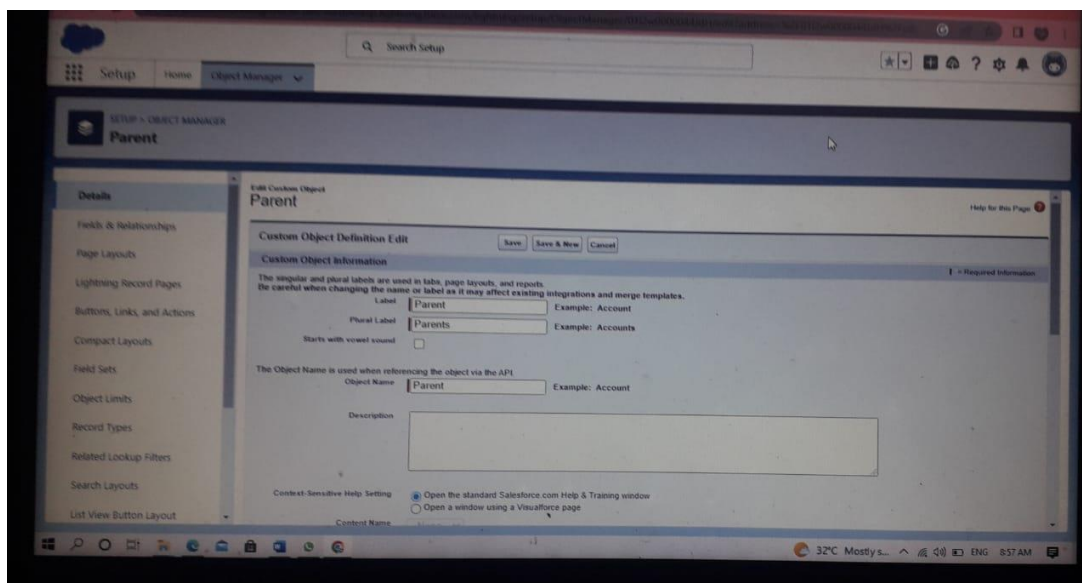 Search Setup
Setup
Home
Object Manager
SETUP > OBJECT MANAGER
Parent
Details
Fields & Relationships
Page Layouts
Lightning Record Pages
Buttons, Links, and Actions
Compact Layouts
Field Sets
Object Limits
Record Types
Related Lookup Filters
Search Layouts
List View Button Layout
Edit Custom Object
Parent
Help for this Page
Custom Object Definition Edit
Save
Save & New
Cancel
Custom Object Information
= Required Information
The singular and plural labels are used in tabs, page layouts, and reports.
Be careful when changing the name or label as it may affect existing integrations and merge templates.
Label Parent Example: Account
Plural Label Parents Example: Accounts
Starts with vowel sound
The Object Name is used when referencing the object via the API.
Object Name Parent Example: Account
Description
Context-Sensitive Help Setting Open the standard Salesforce.com Help & Training window
Open a window using a Visualforce page
Content Name
32°C Mostly s... ENG 8:57 AM